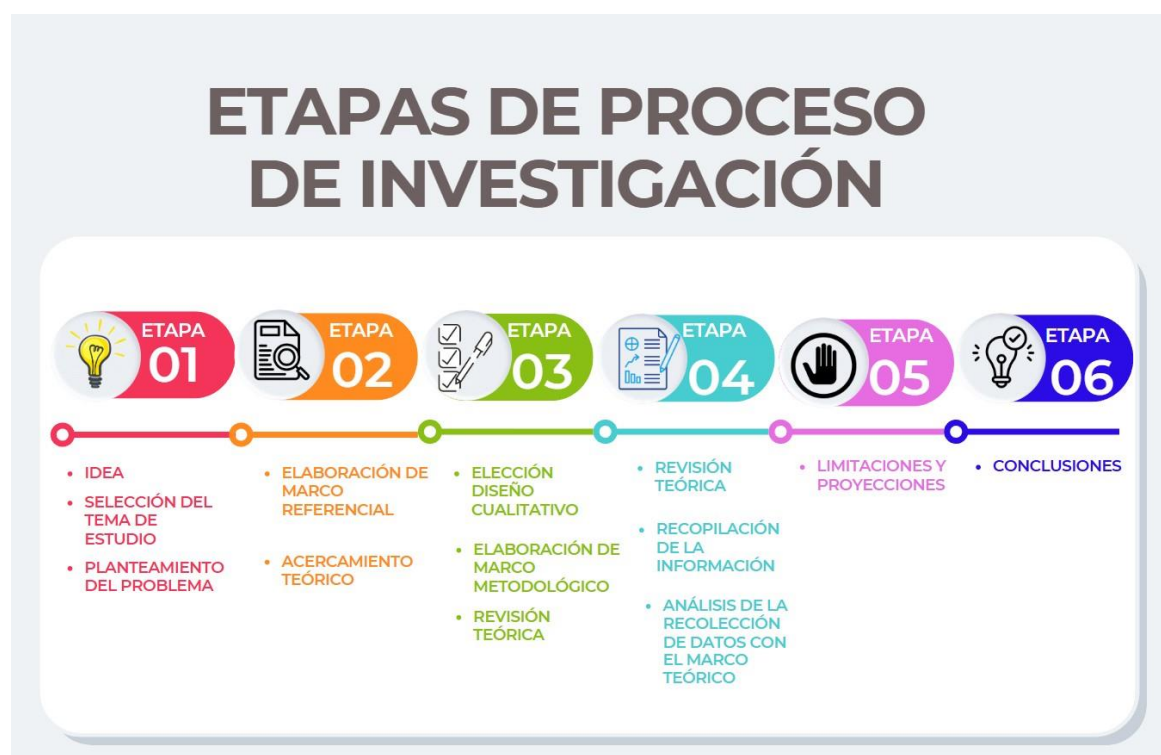 ETAPAS DE PROCESO
DE INVESTIGACIÓN
ETAPA
01
ETAPA
02
ETAPA
03
ETAPA
04
ETAPA
05
ETAPA
06
• IDEA
• SELECCIÓN DEL
TEMA DE
ESTUDIO
• PLANTEAMIENTO
DEL PROBLEMA
• ELABORACIÓN DE
MARCO
REFERENCIAL
• ACERCAMIENTO
TEÓRICO
• ELECCIÓN
DISEÑO
CUALITATIVO
• ELABORACIÓN DE
MARCO
METODOLÓGICO
• REVISIÓN
TEÓRICA
• REVISIÓN
TEÓRICA
• RECOPILACIÓN
DE LA
INFORMACIÓN
• ANÁLISIS DE LA
RECOLECCIÓN
DE DATOS CON
EL MARCO
TEÓRICO
• LIMITACIONES Y
PROYECCIONES
• CONCLUSIONES